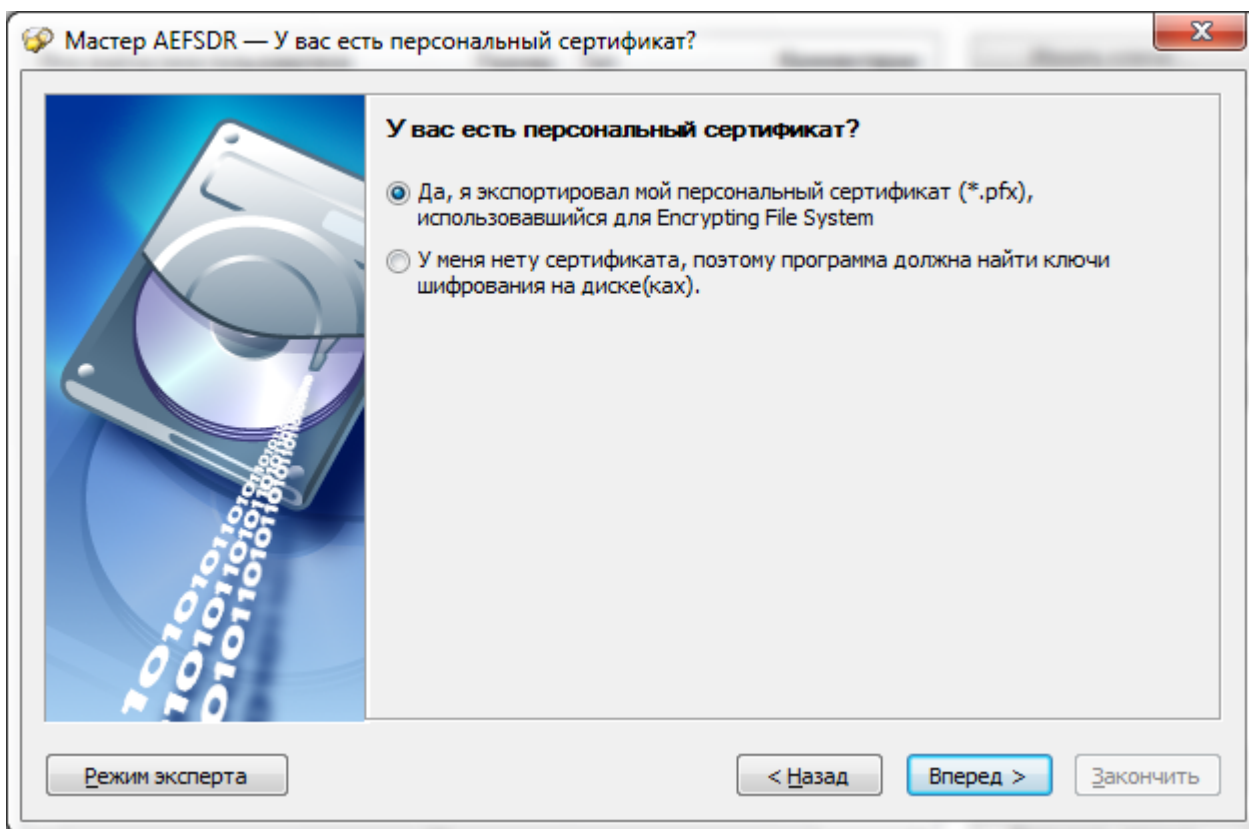 Мастер AEFSDR — У вас есть персональный сертификат?
У вас есть персональный сертификат?
Да, я экспортировал мой персональный сертификат (*.pfx),
использовавшийся для Encrypting File System
У меня нету сертификата, поэтому программа должна найти ключи
шифрования на диске(ках).
Режим эксперта
< Назад
Вперед >
Закончить